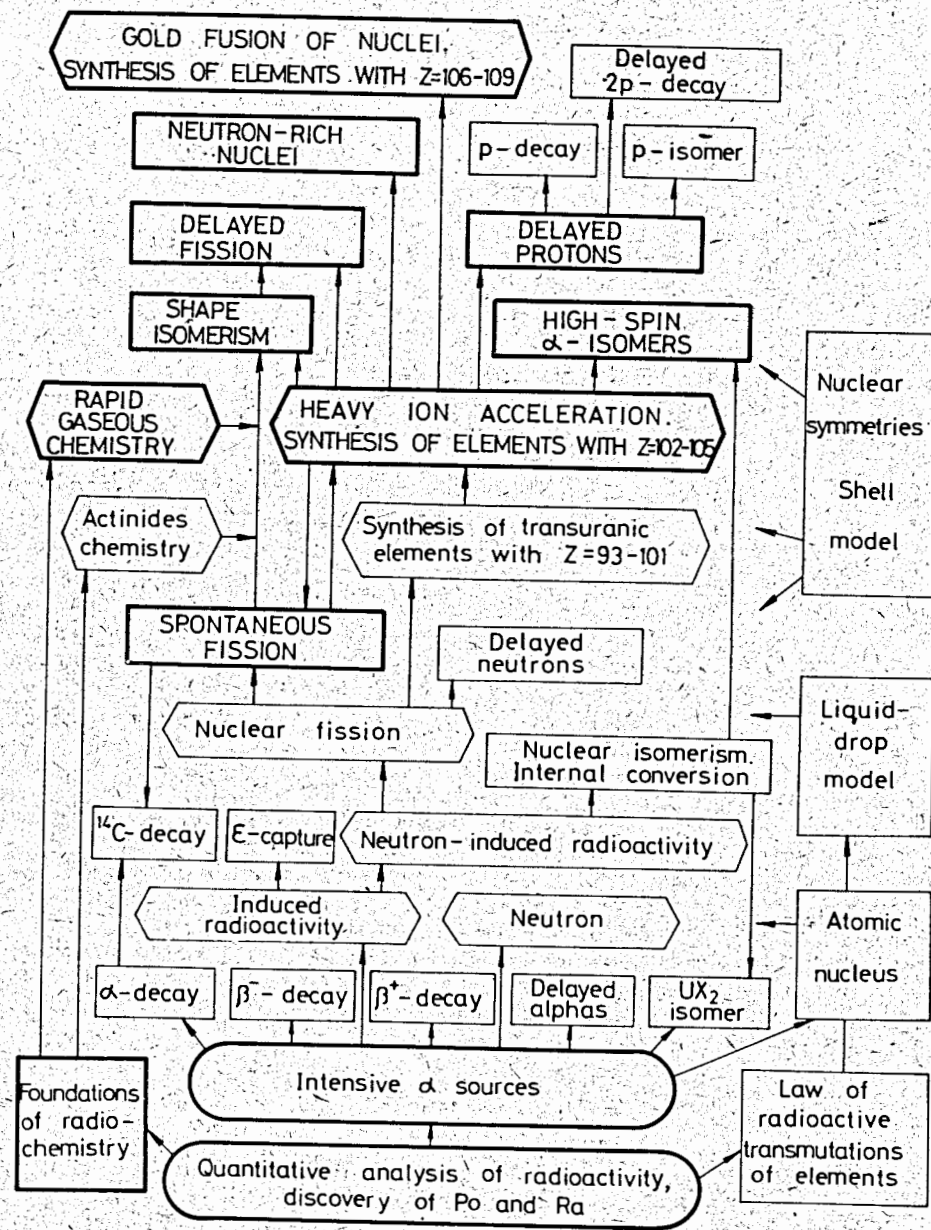 GOLD FUSION OF NUCLEI.
SYNTHESIS OF ELEMENTS WITH Z=106-109
Delayed
2p-decay
NEUTRON-RICH
NUCLEI
p-decay
p-isomer
DELAYED
FISSION
DELAYED
PROTONS
SHAPE
ISOMERISM
HIGH-SPIN
α-ISOMERS
Nuclear
symmetries
Shell
model
RAPID
GASEOUS
CHEMISTRY
HEAVY ION ACCELERATION.
SYNTHESIS OF ELEMENTS WITH Z=102-105
Actinides
chemistry
Synthesis of transuranic
elements with Z=93-101
SPONTANEOUS
FISSION
Delayed
neutrons
Nuclear fission
Nuclear isomerism.
Internal conversion
Liquid-
drop
model
¹⁴C-decay
ε-capture
Neutron-induced radioactivity
Induced
radioactivity
Neutron
Atomic
nucleus
α-decay
β⁻-decay
β⁺-decay
Delayed
alphas
UX₂
isomer
Intensive α sources
Foundations
of radio-
chemistry
Law of
radioactive
transmutations
of elements
Quantitative analysis of radioactivity,
discovery of Po and Ra